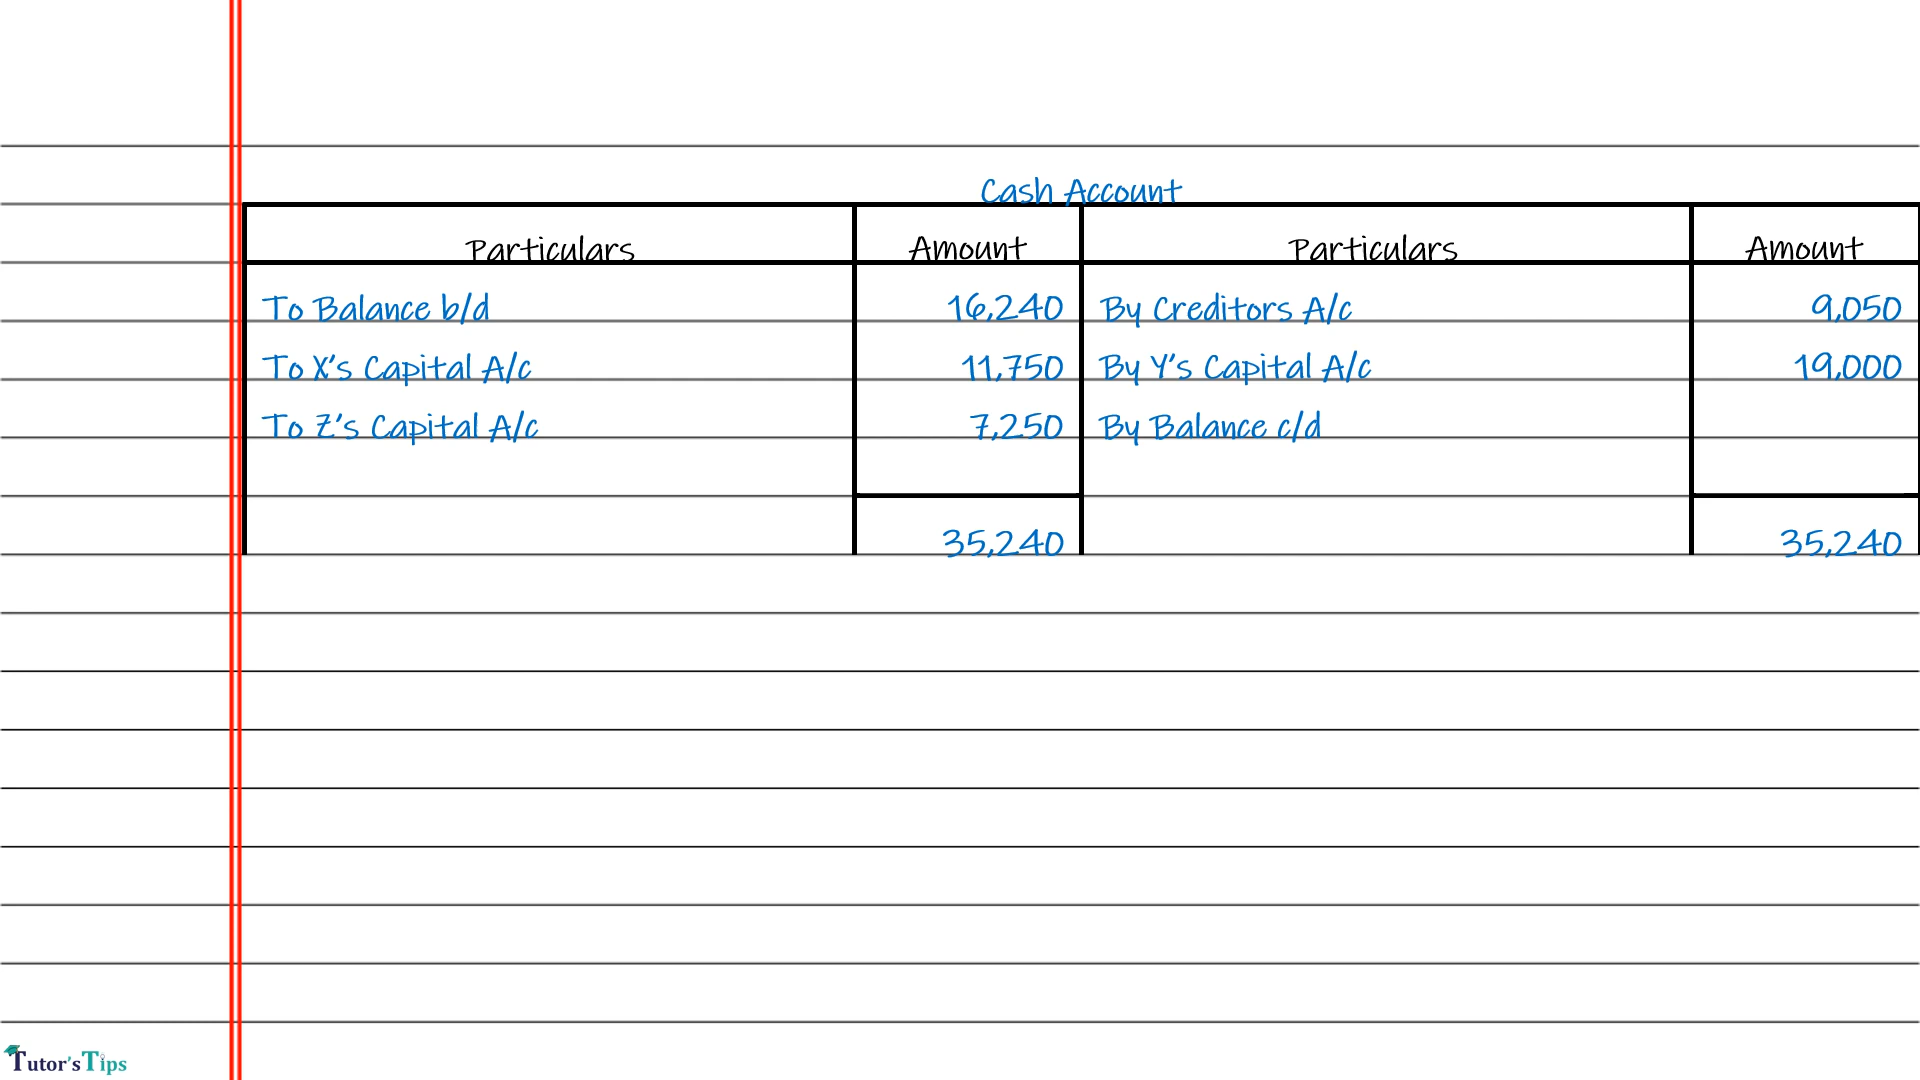 Cash Account
Particulars Amount Particulars Amount
To Balance b/d 16,240 By Creditors A/c 9,050
To X's Capital A/c 11,750 By Y's Capital A/c 19,000
To Z's Capital A/c 7,250 By Balance c/d
35,240 35,240
Tutor'sTips